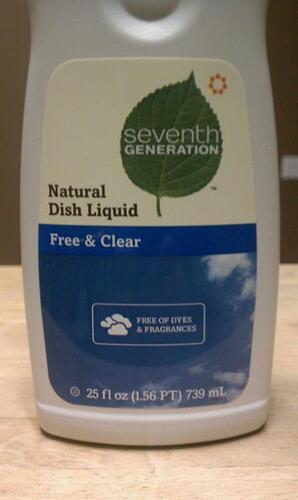 seventh
GENERATION
™
Natural
Dish Liquid
Free & Clear
FREE OF DYES
& FRAGRANCES
Ⓤ 25 fl oz (1.56 PT) 739 mL